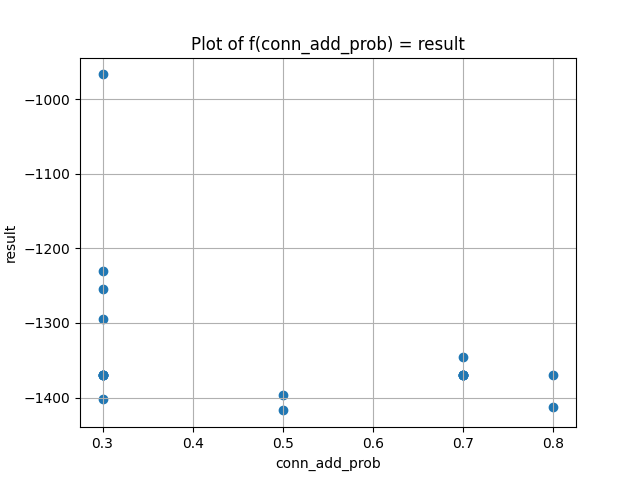 Plot of f(conn_add_prob) = result
−1000
−1100
−1200
−1300
−1400
result
0.3 0.4 0.5 0.6 0.7 0.8
conn_add_prob